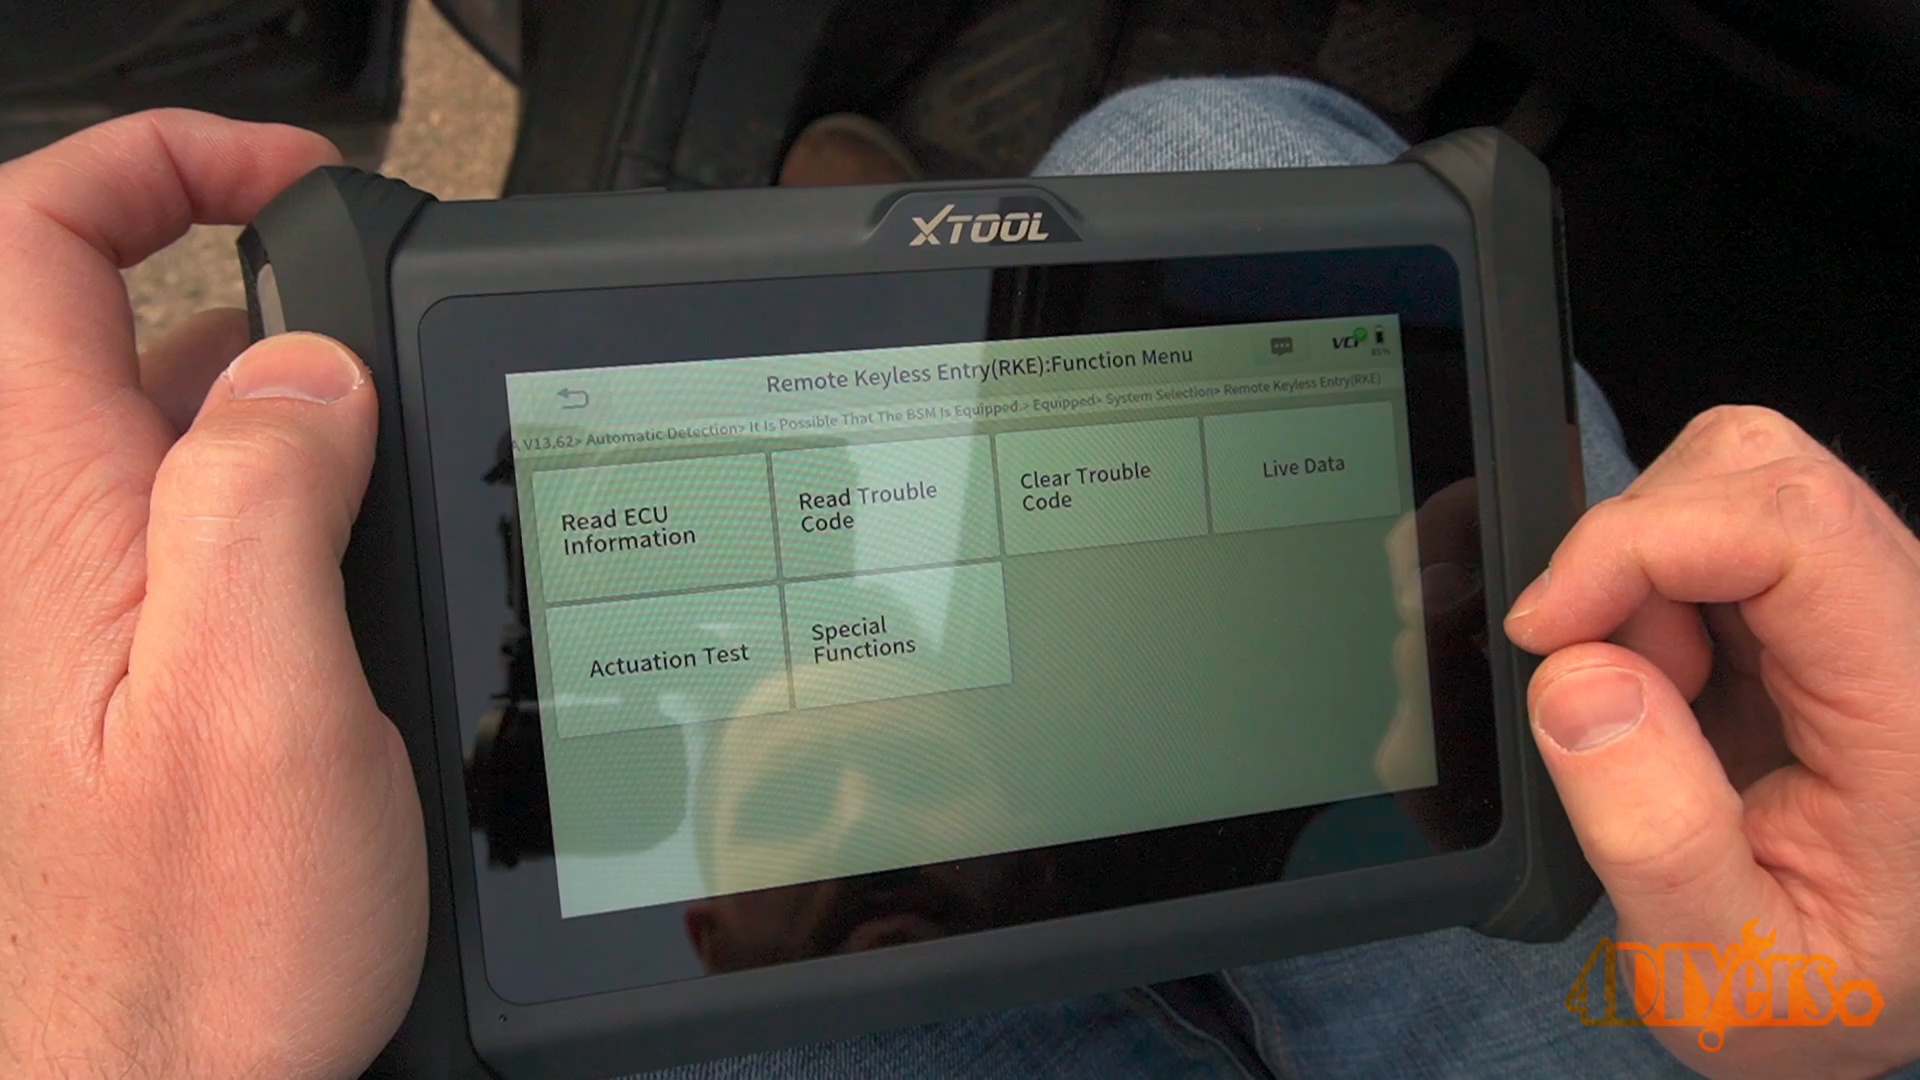 XTOOL
Remote Keyless Entry(RKE):Function Menu
VCI
85%
V13.62> Automatic Detection> It Is Possible That The BSM Is Equipped.> Equipped> System Selection> Remote Keyless Entry(RKE)
Read ECU
Information
Read Trouble
Code
Clear Trouble
Code
Live Data
Actuation Test
Special
Functions
4DIYers